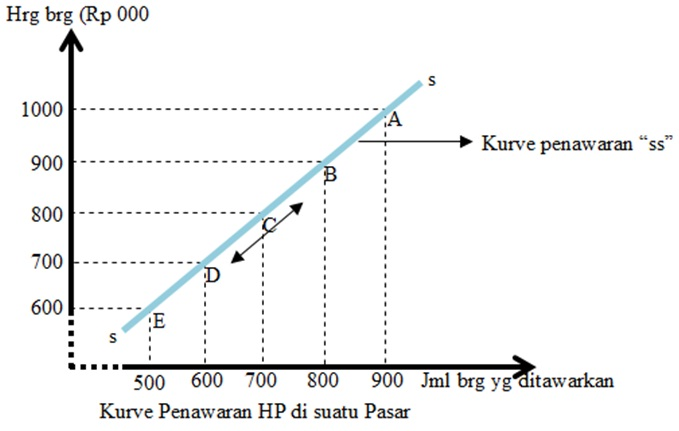 Hrg brg (Rp 000
s
1000
A
Kurve penawaran “ss”
900
B
800
C
700
D
600
E
s
500 600 700 800 900 Jml brg yg ditawarkan
Kurve Penawaran HP di suatu Pasar